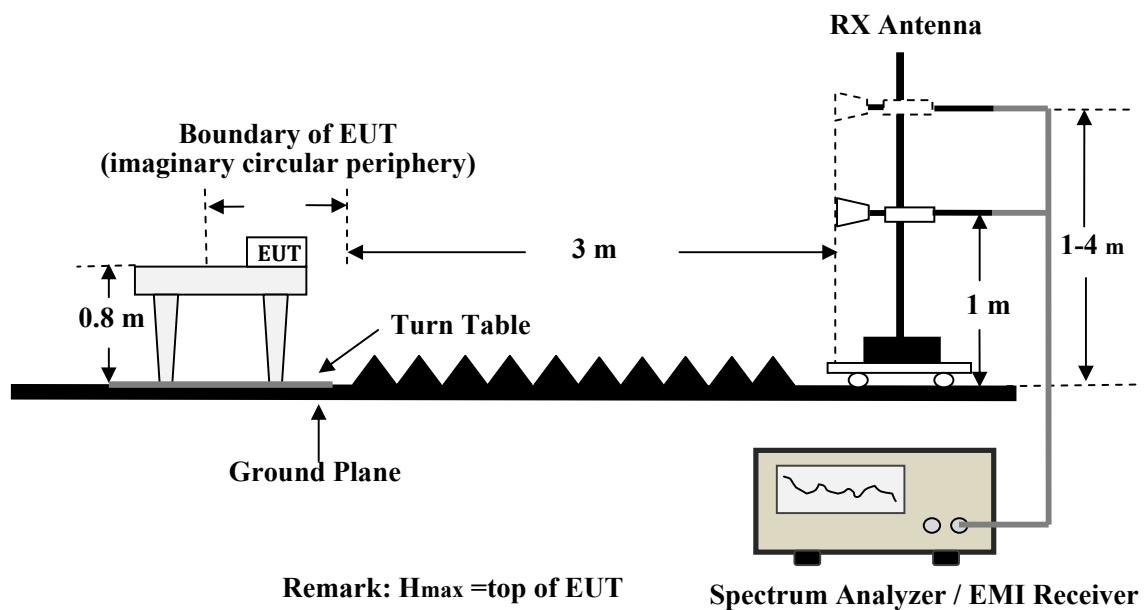 RX Antenna
Boundary of EUT
(imaginary circular periphery)
EUT
3 m
1-4 m
0.8 m
1 m
Turn Table
Ground Plane
Remark: Hmax =top of EUT
Spectrum Analyzer / EMI Receiver